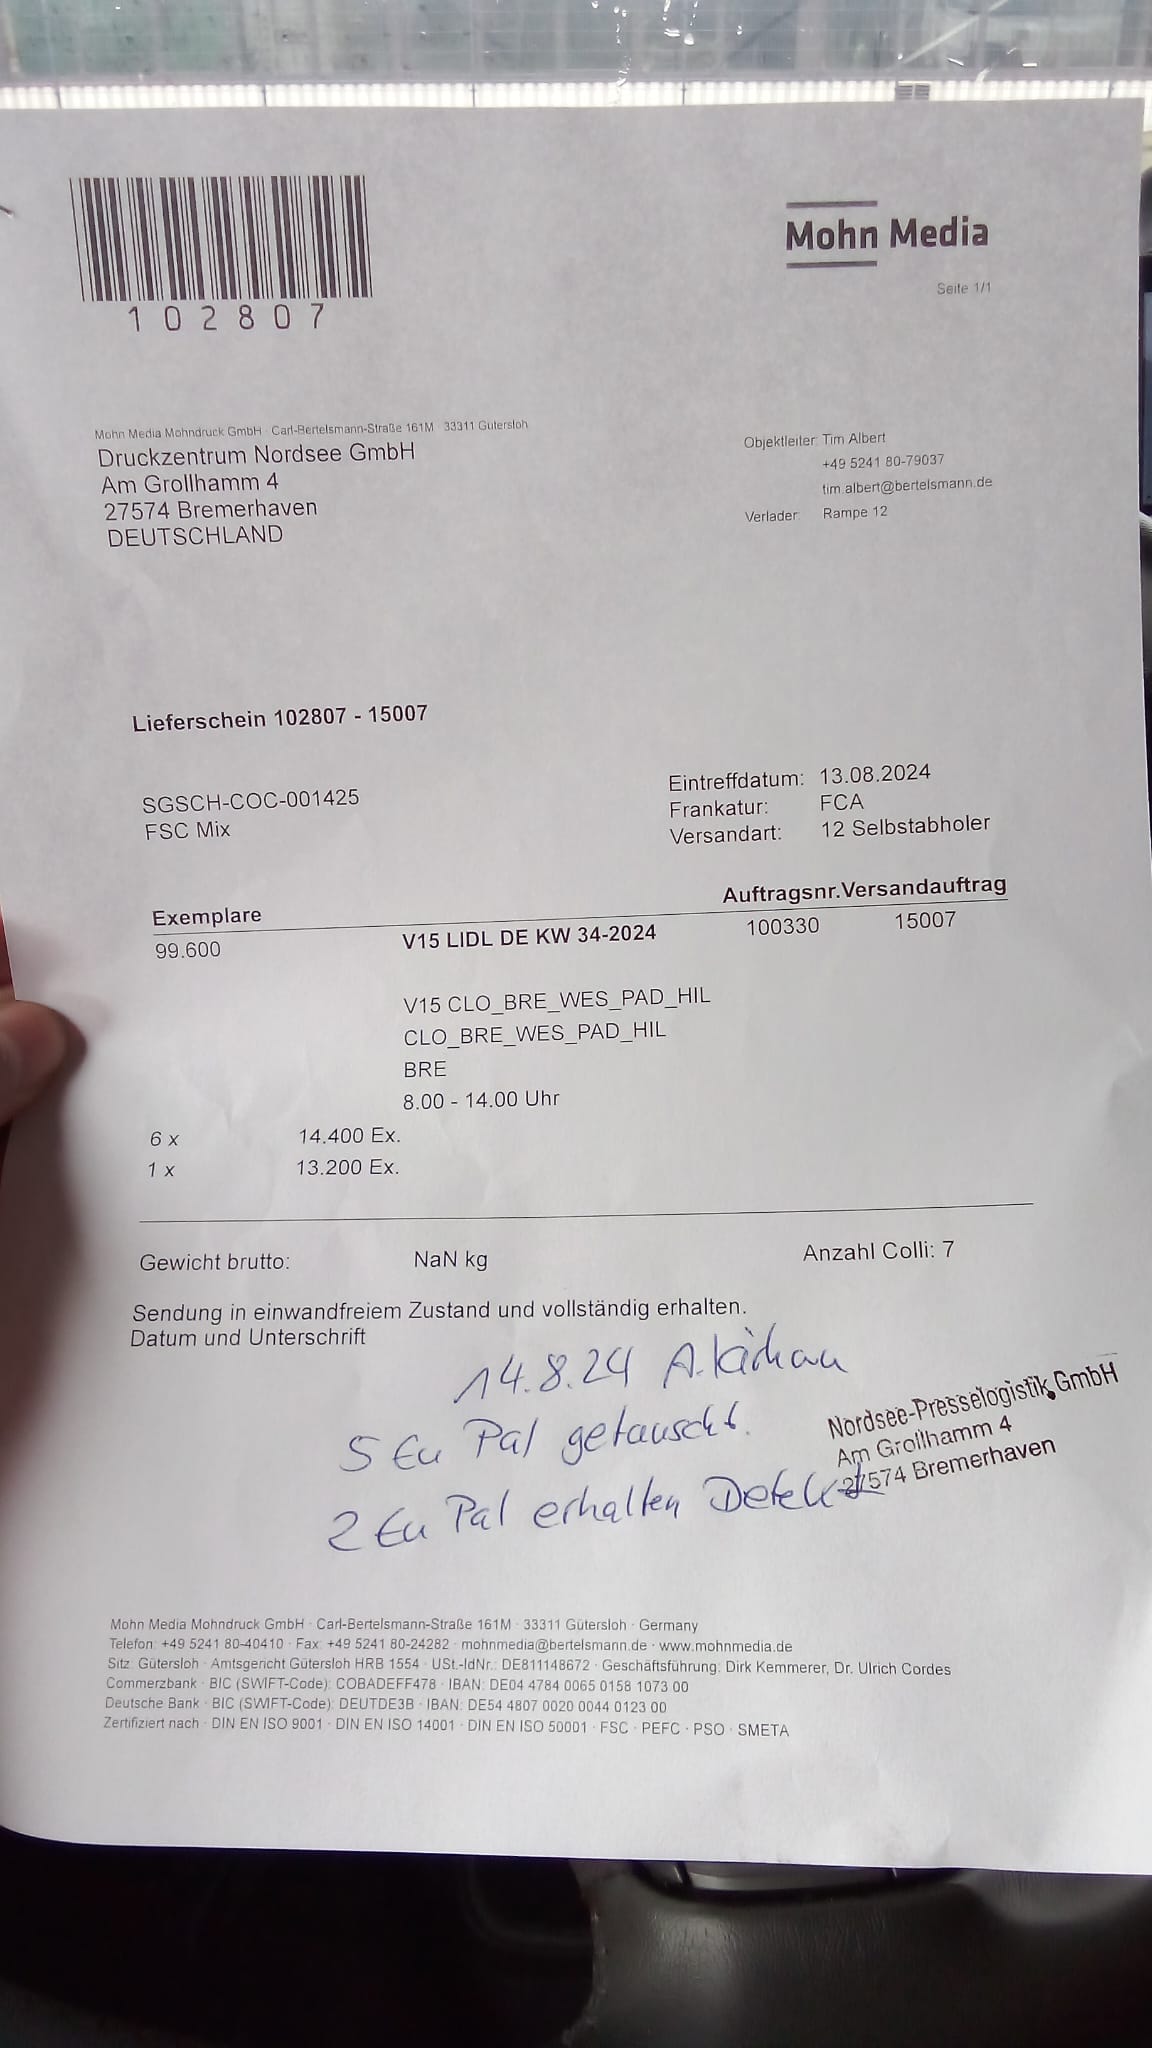 102807
Mohn Media
Seite 1/1
Mohn Media Mohndruck GmbH · Carl-Bertelsmann-Straße 161M 33311 Gütersloh
Druckzentrum Nordsee GmbH
Am Grollhamm 4
27574 Bremerhaven
DEUTSCHLAND
Objektleiter: Tim Albert
+49 5241 80-79037
tim.albert@bertelsmann.de
Verlader: Rampe 12
Lieferschein 102807 - 15007
SGSCH-COC-001425
FSC Mix
Eintreffdatum: 13.08.2024
Frankatur: FCA
Versandart: 12 Selbstabholer
Exemplare Auftragsnr. Versandauftrag
99.600 V15 LIDL DE KW 34-2024 100330 15007
V15 CLO_BRE_WES_PAD_HIL
CLO_BRE_WES_PAD_HIL
BRE
8.00 - 14.00 Uhr
6 x 14.400 Ex.
1 x 13.200 Ex.
Gewicht brutto: NaN kg Anzahl Colli: 7
Sendung in einwandfreiem Zustand und vollständig erhalten.
Datum und Unterschrift
14.8.24 A.
5 Eu Pal getauscht.
2 Eu Pal erhalten Defekt
Nordsee-Presselogistik GmbH
Am Grollhamm 4
27574 Bremerhaven
Mohn Media Mohndruck GmbH · Carl-Bertelsmann-Straße 161M · 33311 Gütersloh · Germany
Telefon: +49 5241 80-40410 · Fax: +49 5241 80-24282 · mohnmedia@bertelsmann.de · www.mohnmedia.de
Sitz: Gütersloh · Amtsgericht Gütersloh HRB 1554 · USt.-IdNr.: DE811148672 · Geschäftsführung: Dirk Kemmerer, Dr. Ulrich Cordes
Commerzbank · BIC (SWIFT-Code): COBADEFF478 · IBAN: DE04 4784 0065 0158 1073 00
Deutsche Bank · BIC (SWIFT-Code): DEUTDE3B · IBAN: DE54 4807 0020 0044 0123 00
Zertifiziert nach · DIN EN ISO 9001 · DIN EN ISO 14001 · DIN EN ISO 50001 · FSC · PEFC · PSO · SMETA